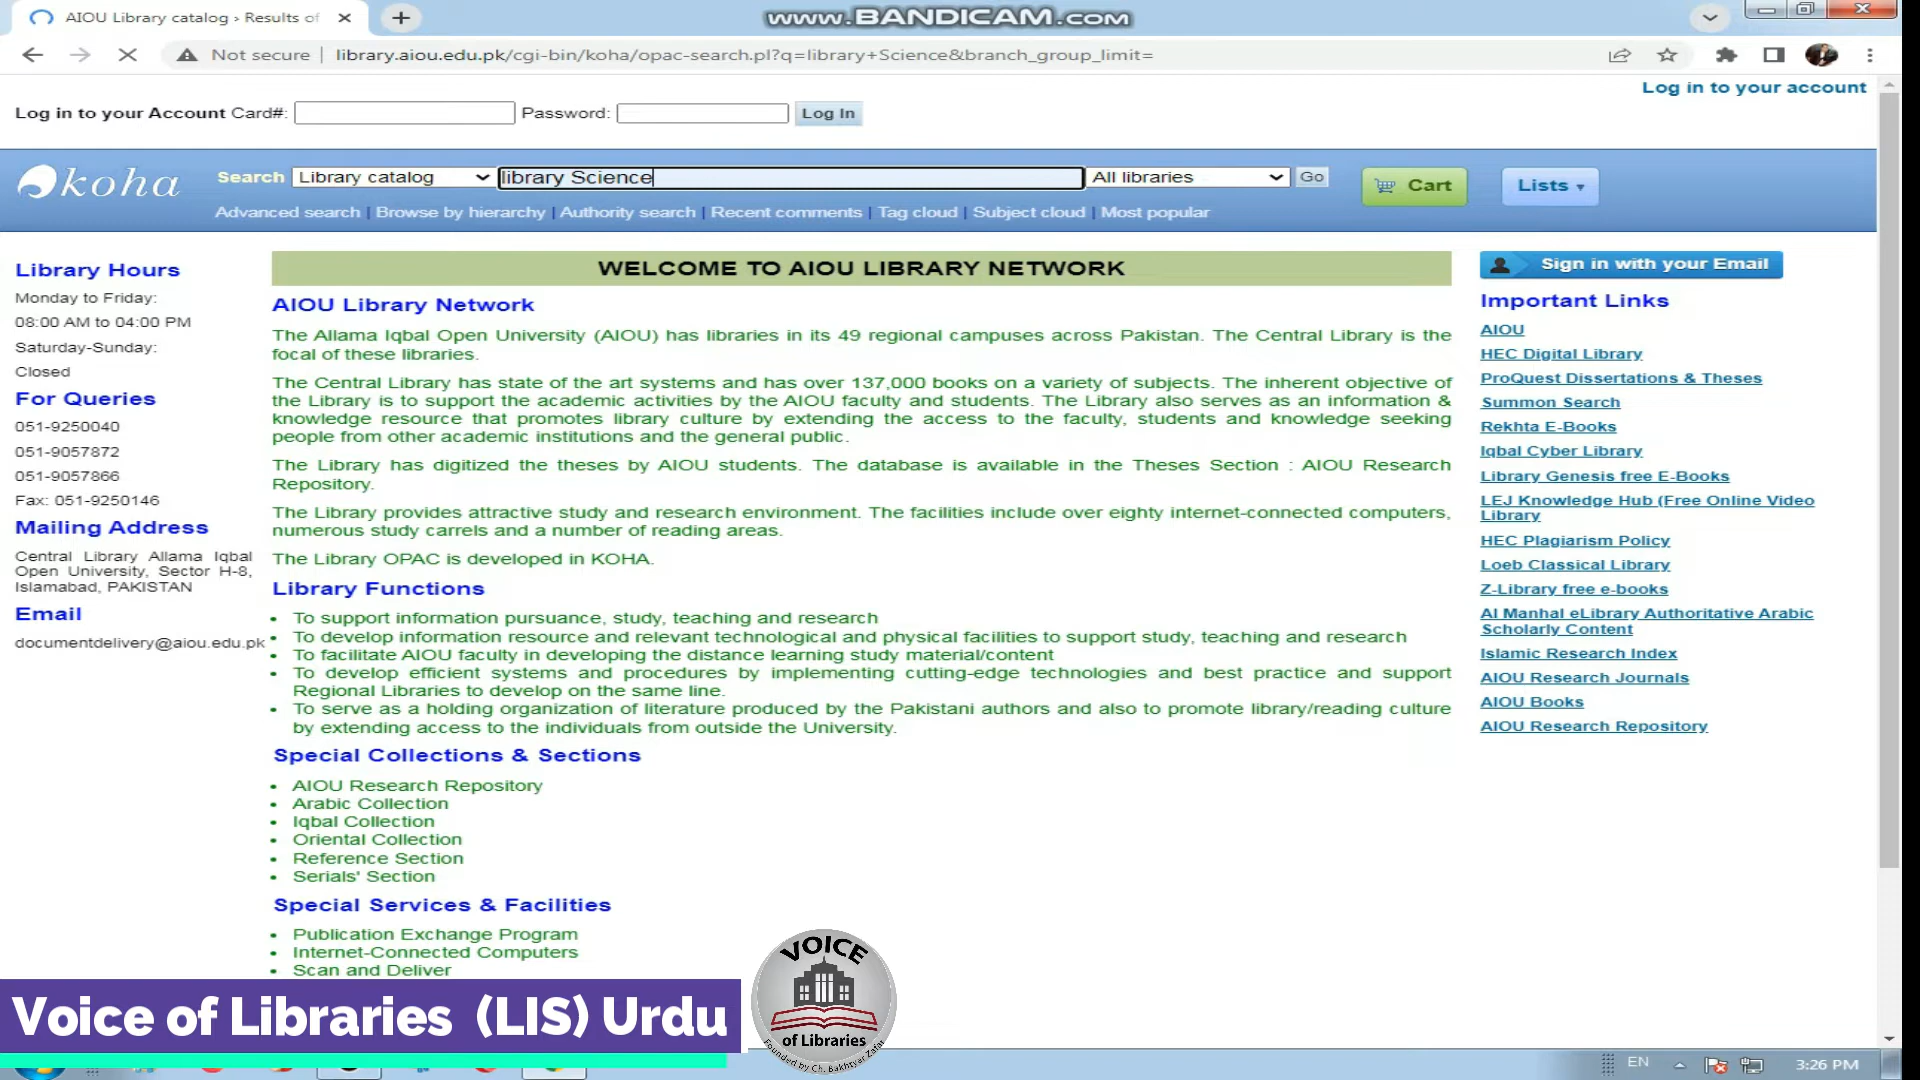 AIOU Library catalog › Results of
www.BANDICAM.com
Not secure | library.aiou.edu.pk/cgi-bin/koha/opac-search.pl?q=library+Science&branch_group_limit=
Log in to your account
Log in to your Account Card#: Password: Log In
koha
Search Library catalog library Science All libraries Go Cart Lists
Advanced search | Browse by hierarchy | Authority search | Recent comments | Tag cloud | Subject cloud | Most popular
Library Hours
Monday to Friday:
08:00 AM to 04:00 PM
Saturday-Sunday:
Closed
For Queries
051-9250040
051-9057872
051-9057866
Fax: 051-9250146
Mailing Address
Central Library Allama Iqbal
Open University, Sector H-8,
Islamabad, PAKISTAN
Email
documentdelivery@aiou.edu.pk
WELCOME TO AIOU LIBRARY NETWORK
AIOU Library Network
The Allama Iqbal Open University (AIOU) has libraries in its 49 regional campuses across Pakistan. The Central Library is the
focal of these libraries.
The Central Library has state of the art systems and has over 137,000 books on a variety of subjects. The inherent objective of
the Library is to support the academic activities by the AIOU faculty and students. The Library also serves as an information &
knowledge resource that promotes library culture by extending the access to the faculty, students and knowledge seeking
people from other academic institutions and the general public.
The Library has digitized the theses by AIOU students. The database is available in the Theses Section : AIOU Research
Repository.
The Library provides attractive study and research environment. The facilities include over eighty internet-connected computers,
numerous study carrels and a number of reading areas.
The Library OPAC is developed in KOHA.
Library Functions
• To support information pursuance, study, teaching and research
• To develop information resource and relevant technological and physical facilities to support study, teaching and research
• To facilitate AIOU faculty in developing the distance learning study material/content
• To develop efficient systems and procedures by implementing cutting-edge technologies and best practice and support
Regional Libraries to develop on the same line.
• To serve as a holding organization of literature produced by the Pakistani authors and also to promote library/reading culture
by extending access to the individuals from outside the University.
Special Collections & Sections
• AIOU Research Repository
• Arabic Collection
• Iqbal Collection
• Oriental Collection
• Reference Section
• Serials' Section
Special Services & Facilities
• Publication Exchange Program
• Internet-Connected Computers
• Scan and Deliver
Sign in with your Email
Important Links
AIOU
HEC Digital Library
ProQuest Dissertations & Theses
Summon Search
Rekhta E-Books
Iqbal Cyber Library
Library Genesis free E-Books
LEJ Knowledge Hub (Free Online Video
Library
HEC Plagiarism Policy
Loeb Classical Library
Z-Library free e-books
Al Manhal eLibrary Authoritative Arabic
Scholarly Content
Islamic Research Index
AIOU Research Journals
AIOU Books
AIOU Research Repository
Voice of Libraries (LIS) Urdu
VOICE
of Libraries
Founded by Ch. Bakhtyar Zafar
EN
3:26 PM